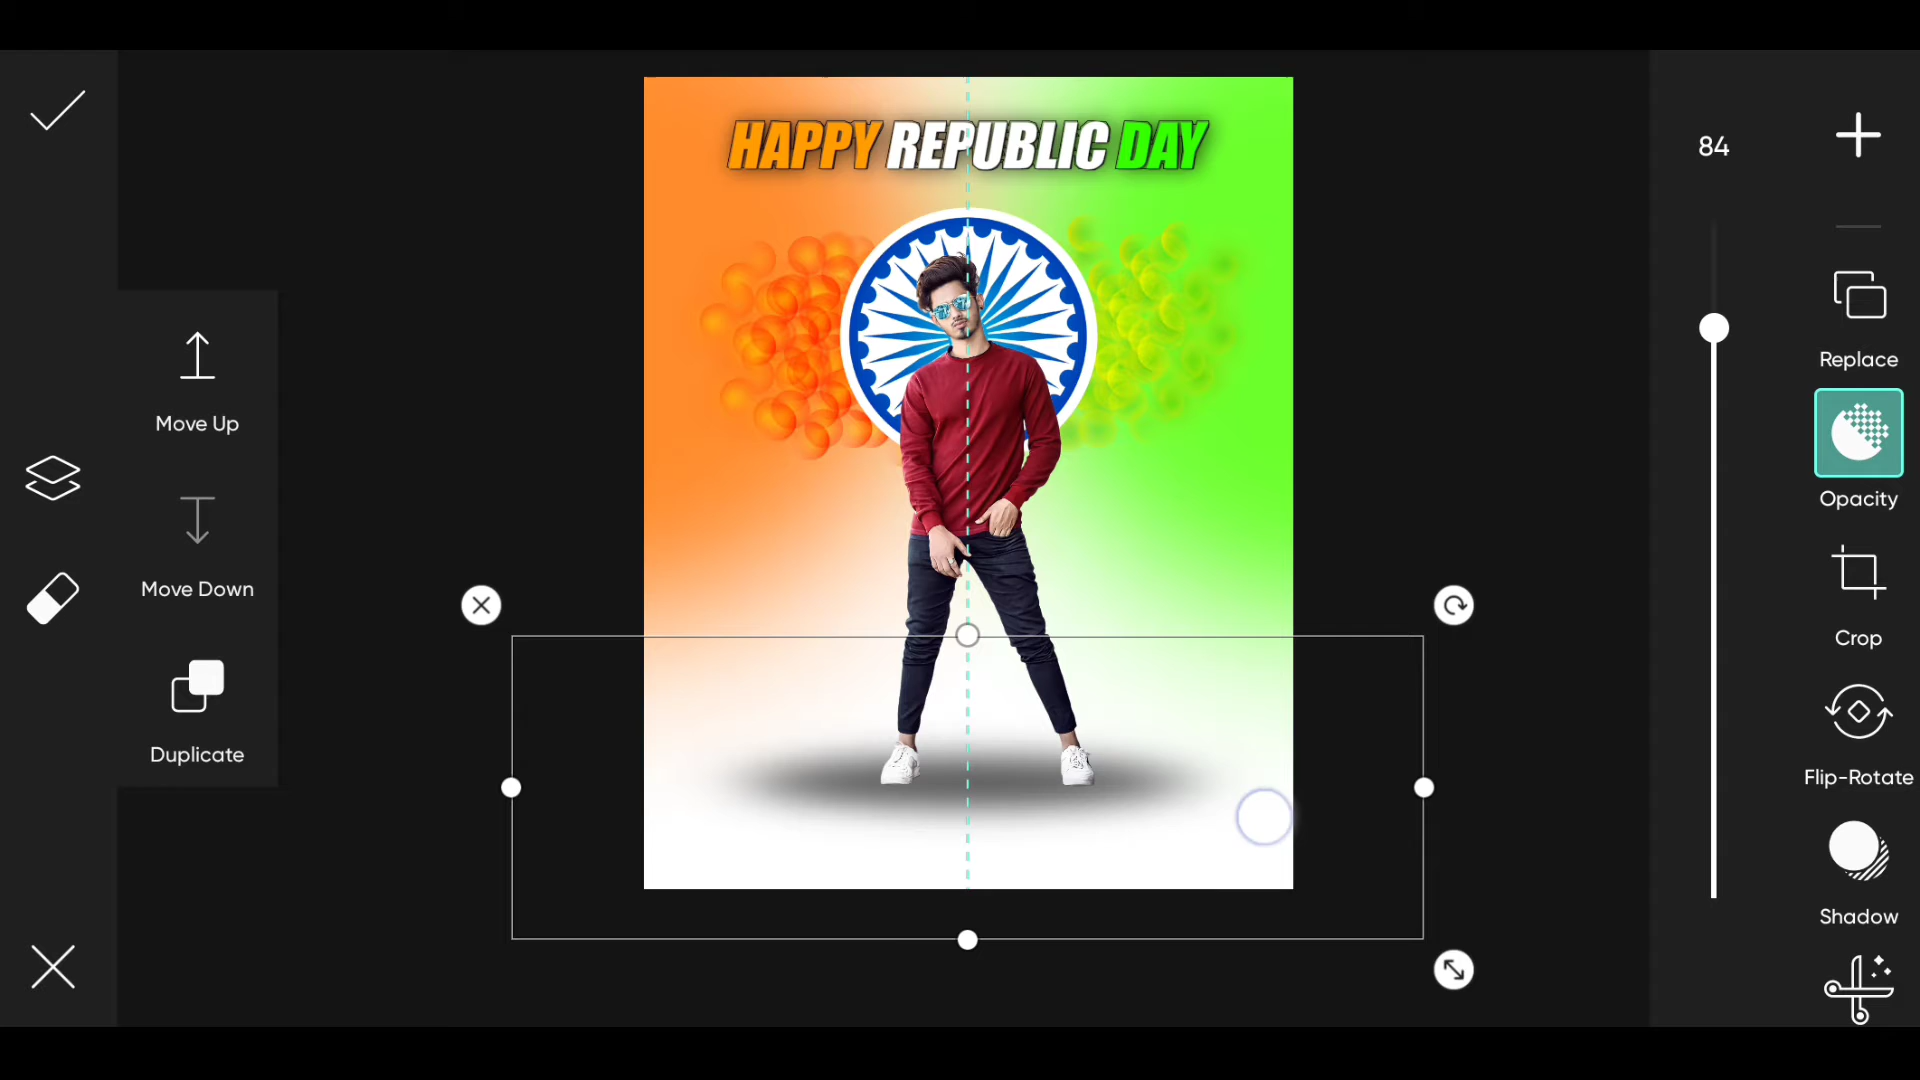 HAPPY REPUBLIC DAY
84
Move Up
Move Down
Duplicate
Replace
Opacity
Crop
Flip-Rotate
Shadow